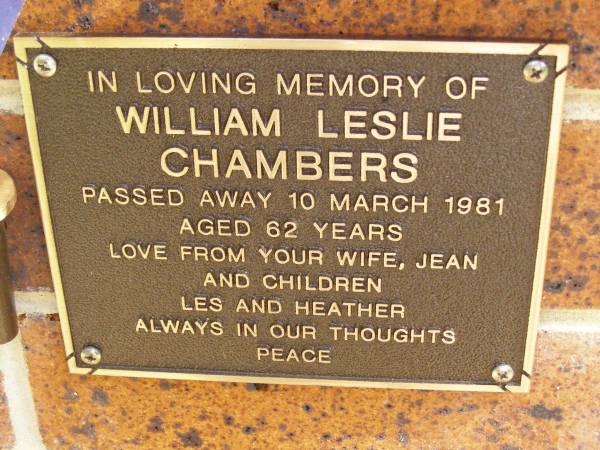 IN LOVING MEMORY OF
WILLIAM LESLIE
CHAMBERS
PASSED AWAY 10 MARCH 1981
AGED 62 YEARS
LOVE FROM YOUR WIFE, JEAN
AND CHILDREN
LES AND HEATHER
ALWAYS IN OUR THOUGHTS
PEACE